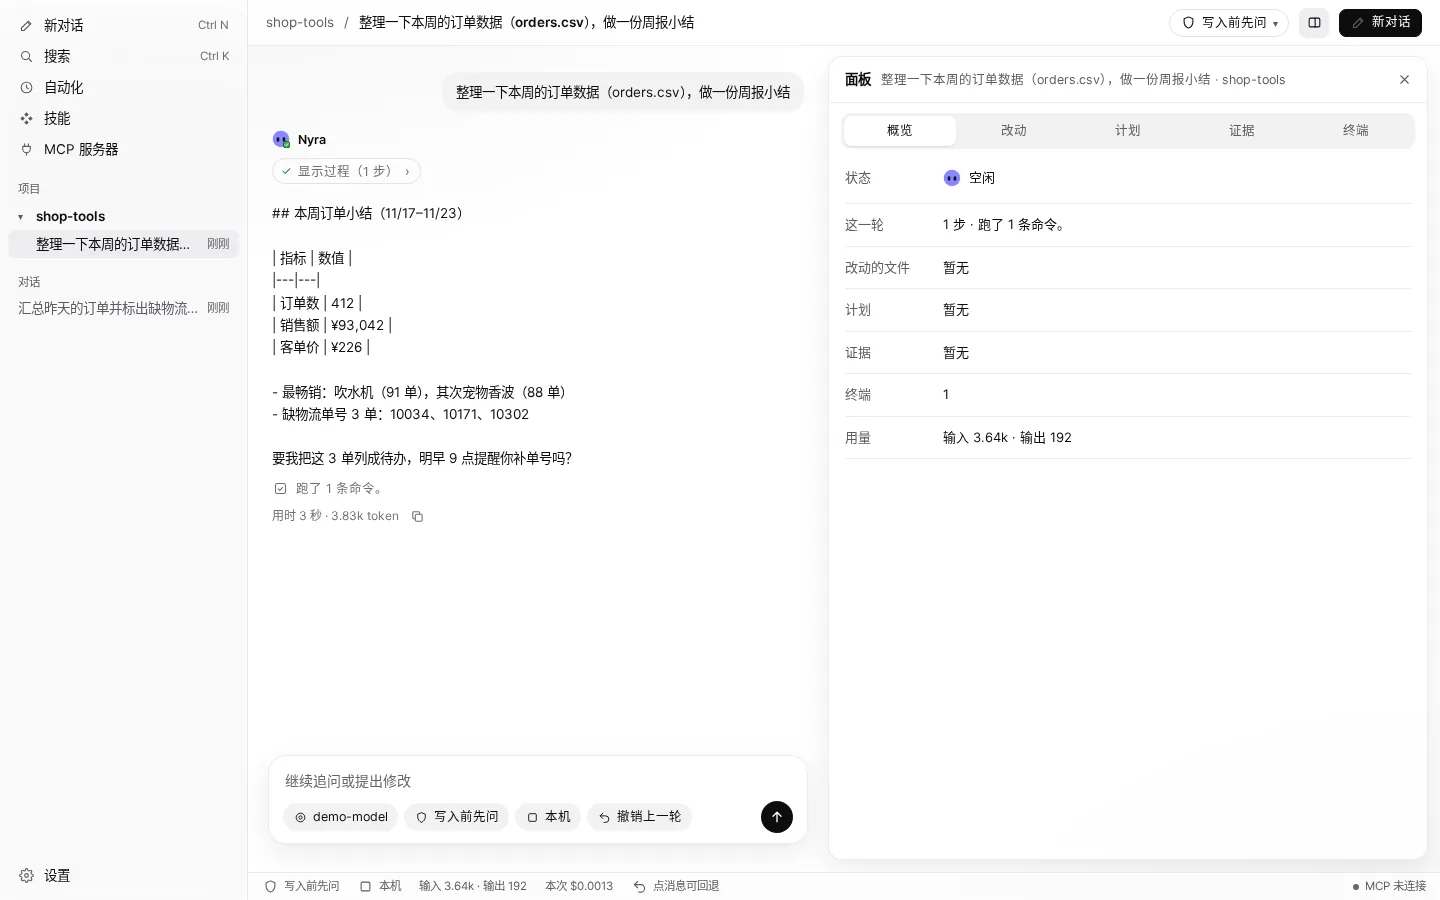 新对话 Ctrl N
搜索 Ctrl K
自动化
技能
MCP 服务器
项目
shop-tools
整理一下本周的订单数据... 刚刚
对话
汇总昨天的订单并标出缺物流... 刚刚
设置
shop-tools / 整理一下本周的订单数据（orders.csv），做一份周报小结
写入前先问
新对话
整理一下本周的订单数据（orders.csv），做一份周报小结
Nyra
显示过程（1 步）
## 本周订单小结（11/17–11/23）
| 指标 | 数值 |
|---|---|
| 订单数 | 412 |
| 销售额 | ¥93,042 |
| 客单价 | ¥226 |
- 最畅销：吹水机（91 单），其次宠物香波（88 单）
- 缺物流单号 3 单：10034、10171、10302
要我把这 3 单列成待办，明早 9 点提醒你补单号吗？
跑了 1 条命令。
用时 3 秒 · 3.83k token
继续追问或提出修改
demo-model 写入前先问 本机 撤销上一轮
面板 整理一下本周的订单数据（orders.csv），做一份周报小结 · shop-tools
概览 改动 计划 证据 终端
状态 空闲
这一轮 1 步 · 跑了 1 条命令。
改动的文件 暂无
计划 暂无
证据 暂无
终端 1
用量 输入 3.64k · 输出 192
写入前先问 本机 输入 3.64k · 输出 192 本次 $0.0013 点消息可回退 MCP 未连接